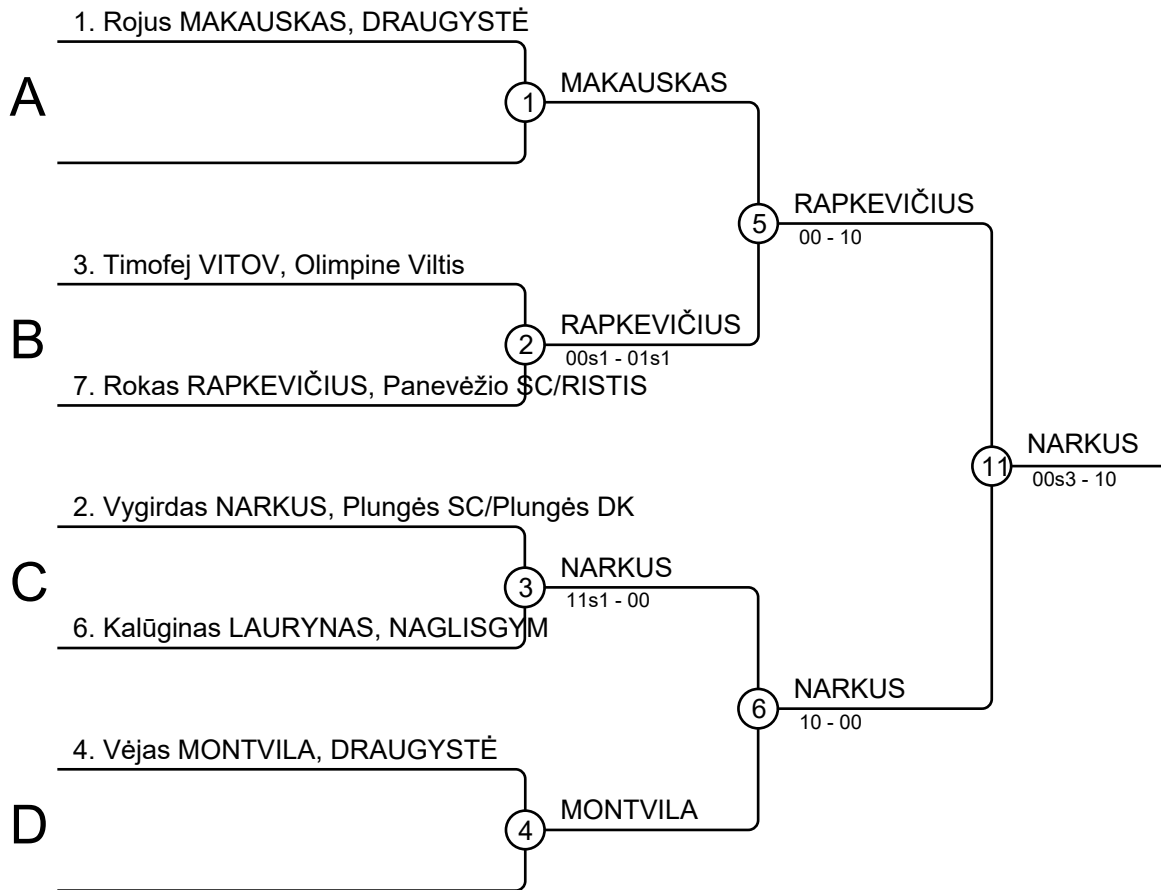 1. Rojus MAKAUSKAS, DRAUGYSTĖ
A
1
MAKAUSKAS
5
RAPKEVIČIUS
00 - 10
3. Timofej VITOV, Olimpine Viltis
B
2
RAPKEVIČIUS
00s1 - 01s1
7. Rokas RAPKEVIČIUS, Panevėžio SC/RISTIS
11
NARKUS
00s3 - 10
2. Vygirdas NARKUS, Plungės SC/Plungės DK
C
3
NARKUS
11s1 - 00
6. Kalūginas LAURYNAS, NAGLISGYM
6
NARKUS
10 - 00
4. Vėjas MONTVILA, DRAUGYSTĖ
D
4
MONTVILA